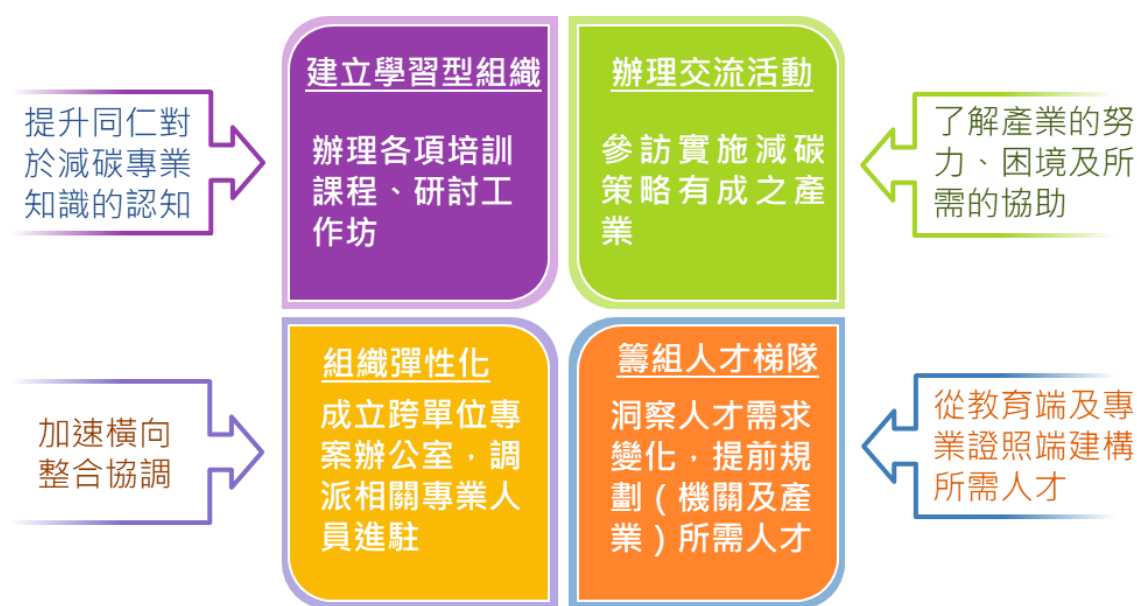 提升同仁對
於減碳專業
知識的認知
建立學習型組織
辦理各項培訓
課程、研討工
作坊
辦理交流活動
參訪實施減碳
策略有成之產
業
了解產業的努
力、困境及所
需的協助
加速橫向
整合協調
組織彈性化
成立跨單位專
案辦公室，調
派相關專業人
員進駐
籌組人才梯隊
洞察人才需求
變化，提前規
劃（機關及產
業）所需人才
從教育端及專
業證照端建構
所需人才